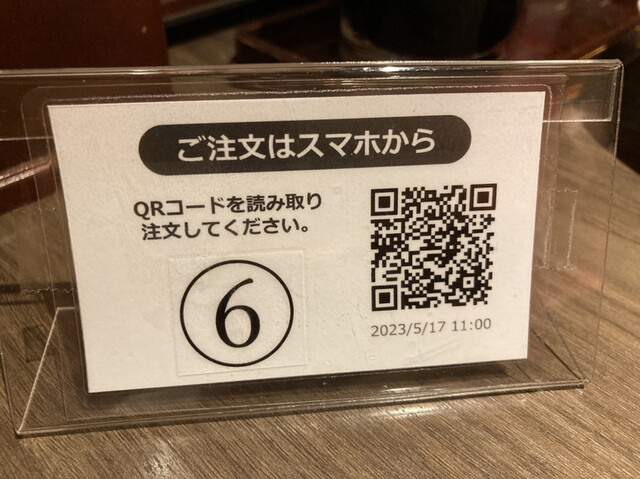 ご注文はスマホから
QRコードを読み取り
注文してください。
6
2023/5/17 11:00